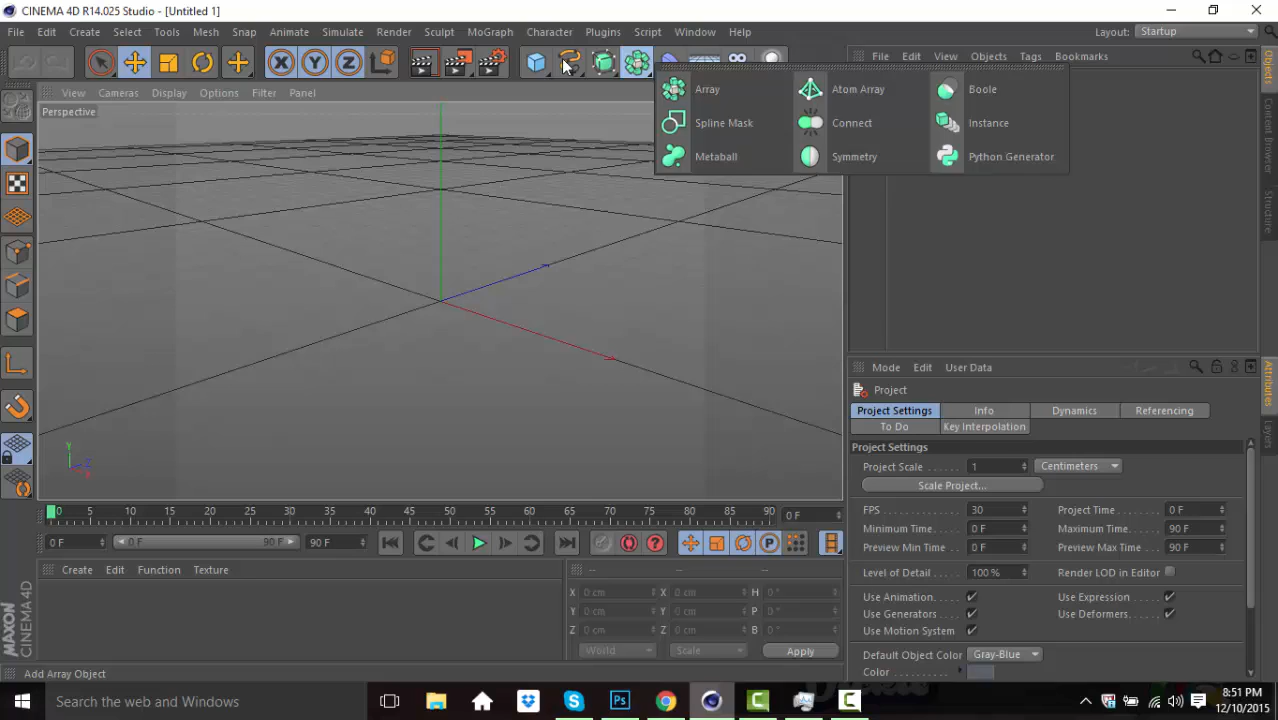 CINEMA 4D R14.025 Studio - [Untitled 1]
File Edit Create Select Tools Mesh Snap Animate Simulate Render Sculpt MoGraph Character Plugins Script Window Help Layout: Startup
X Y Z
File Edit View Objects Tags Bookmarks
View Cameras Display Options Filter Panel
Perspective
Array Atom Array Boole
Spline Mask Connect Instance
Metaball Symmetry Python Generator
Objects
Content Browser
Structure
Mode Edit User Data
Project
Project Settings Info Dynamics Referencing
To Do Key Interpolation
Attributes
Layers
Project Settings
Project Scale 1 Centimeters
Scale Project...
FPS 30 Project Time 0 F
Minimum Time 0 F Maximum Time 90 F
Preview Min Time 0 F Preview Max Time 90 F
Level of Detail 100 % Render LOD in Editor
Use Animation Use Expression
Use Generators Use Deformers
Use Motion System
Default Object Color Gray-Blue
Color
Y
Z
X
0 5 10 15 20 25 30 35 40 45 50 55 60 65 70 75 80 85 90 0 F
0 F 0 F 90 F 90 F
P
Create Edit Function Texture
-- -- --
X 0 cm X 0 cm H 0 °
Y 0 cm Y 0 cm P 0 °
Z 0 cm Z 0 cm B 0 °
World Scale Apply
MAXON
CINEMA 4D
Add Array Object
Search the web and Windows
Ps
8:51 PM
12/10/2015